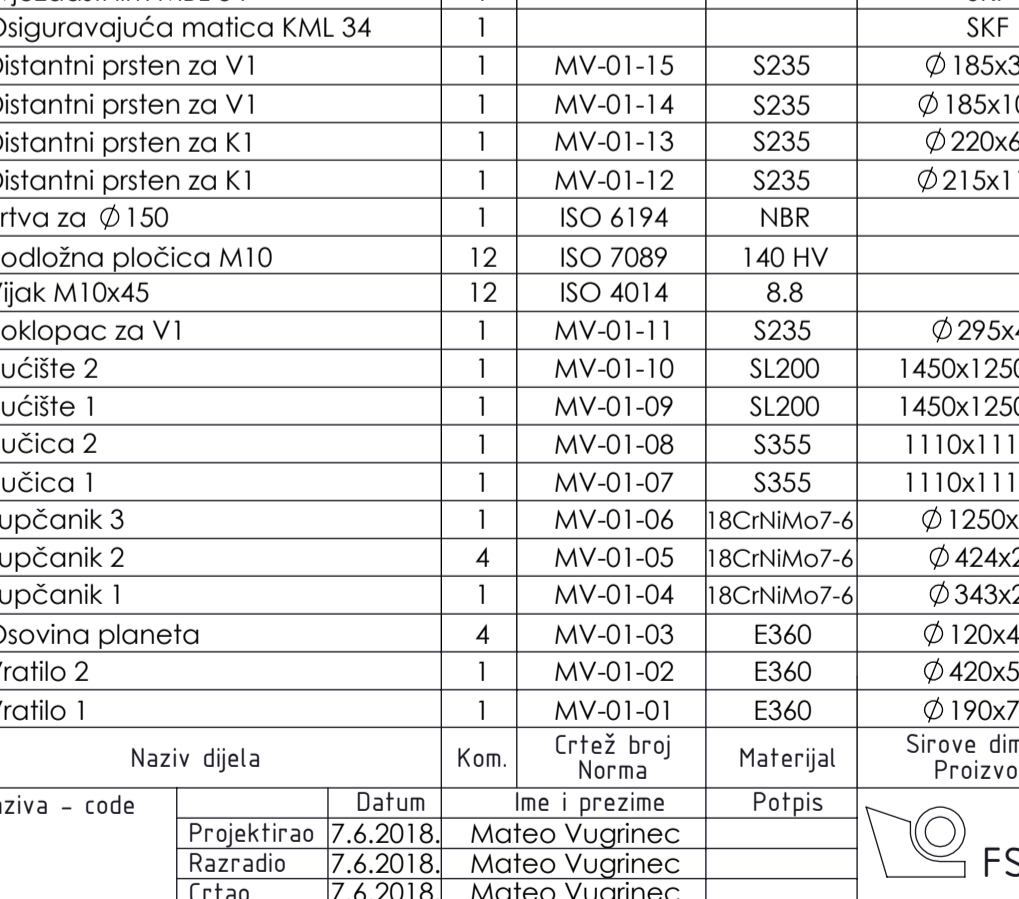 Osiguravajuća matica KML 34 1 SKF
Distantni prsten za V1 1 MV-01-15 S235 Ø185x3
Distantni prsten za V1 1 MV-01-14 S235 Ø185x10
Distantni prsten za K1 1 MV-01-13 S235 Ø220x6
Distantni prsten za K1 1 MV-01-12 S235 Ø215x1
rtva za Ø150 1 ISO 6194 NBR
odložna pločica M10 12 ISO 7089 140 HV
Vijak M10x45 12 ISO 4014 8.8
oklopac za V1 1 MV-01-11 S235 Ø295x4
ućište 2 1 MV-01-10 SL200 1450x1250
ućište 1 1 MV-01-09 SL200 1450x1250
učica 2 1 MV-01-08 S355 1110x111
učica 1 1 MV-01-07 S355 1110x111
upčanik 3 1 MV-01-06 18CrNiMo7-6 Ø1250x
upčanik 2 4 MV-01-05 18CrNiMo7-6 Ø424x2
upčanik 1 1 MV-01-04 18CrNiMo7-6 Ø343x2
Osovina planeta 4 MV-01-03 E360 Ø120x4
Vratilo 2 1 MV-01-02 E360 Ø420x5
Vratilo 1 1 MV-01-01 E360 Ø190x7
Naziv dijela Kom. Crtež broj Norma Materijal Sirove dim Proizvo
aziva - code Datum Ime i prezime Potpis
Projektirao 7.6.2018. Mateo Vugrinec
Razradio 7.6.2018. Mateo Vugrinec
Crtao 7.6.2018. Mateo Vugrinec
FS